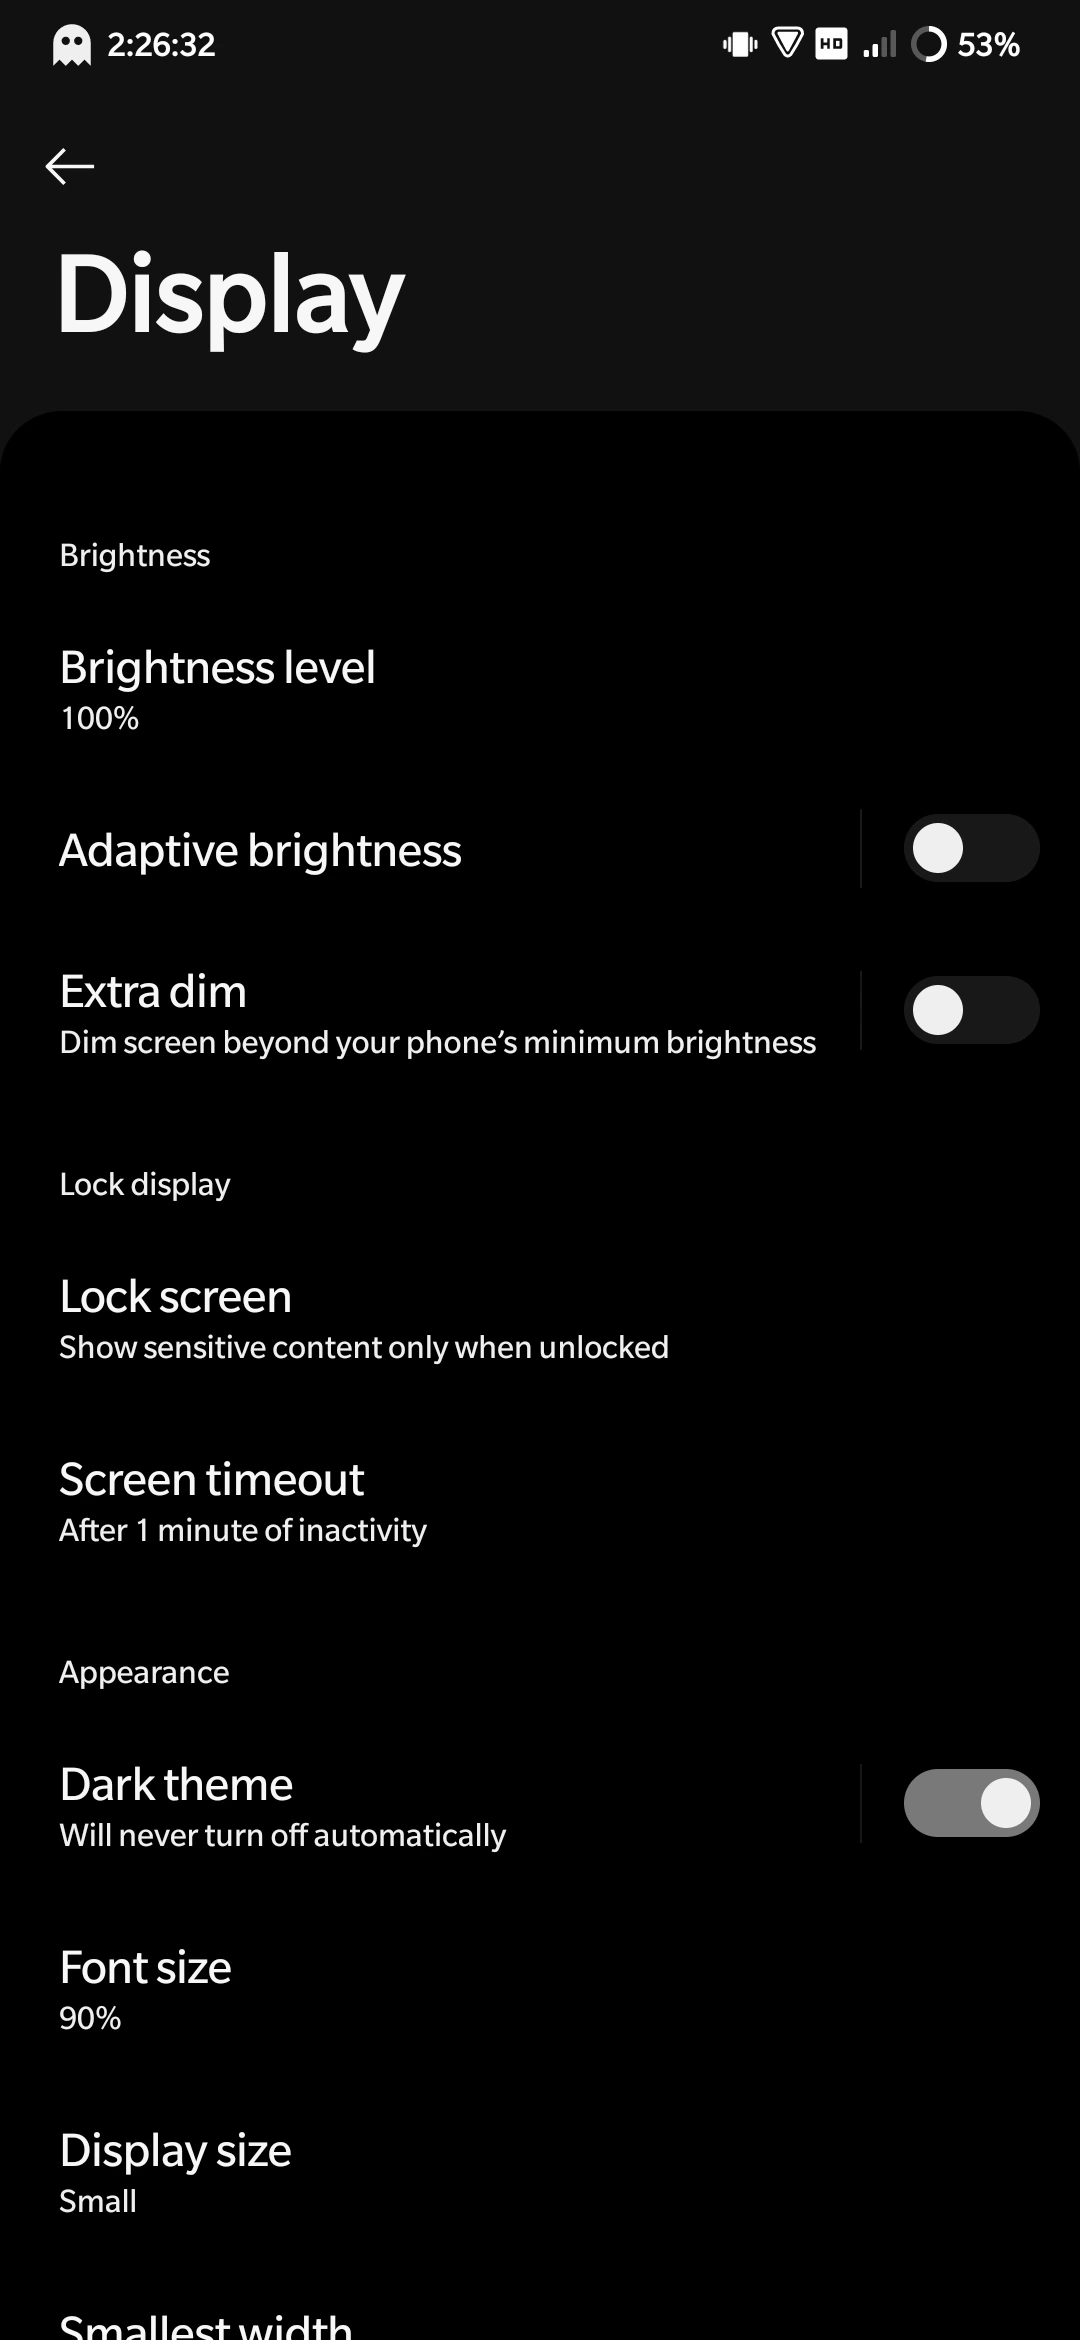 2:26:32
HD
53%
Display
Brightness
Brightness level
100%
Adaptive brightness
Extra dim
Dim screen beyond your phone’s minimum brightness
Lock display
Lock screen
Show sensitive content only when unlocked
Screen timeout
After 1 minute of inactivity
Appearance
Dark theme
Will never turn off automatically
Font size
90%
Display size
Small
Smallest width